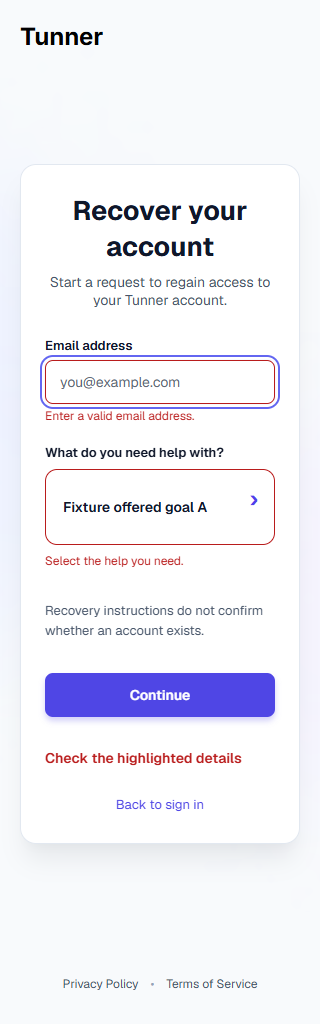 Tunner
Recover your
account
Start a request to regain access to
your Tunner account.
Email address
you@example.com
Enter a valid email address.
What do you need help with?
Fixture offered goal A
Select the help you need.
Recovery instructions do not confirm
whether an account exists.
Continue
Check the highlighted details
Back to sign in
Privacy Policy • Terms of Service